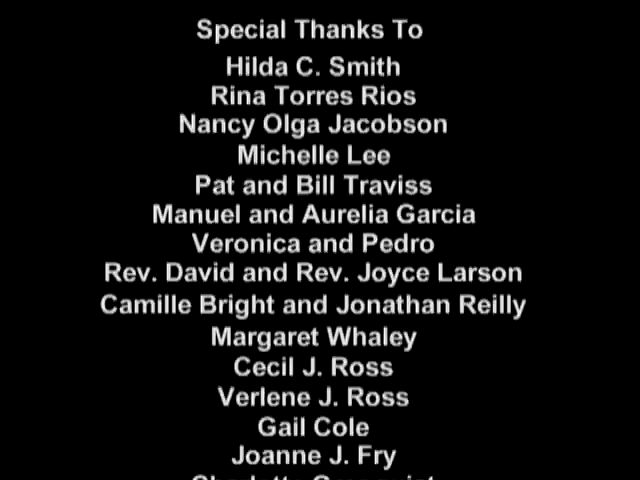 Special Thanks To
Hilda C. Smith
Rina Torres Rios
Nancy Olga Jacobson
Michelle Lee
Pat and Bill Traviss
Manuel and Aurelia Garcia
Veronica and Pedro
Rev. David and Rev. Joyce Larson
Camille Bright and Jonathan Reilly
Margaret Whaley
Cecil J. Ross
Verlene J. Ross
Gail Cole
Joanne J. Fry